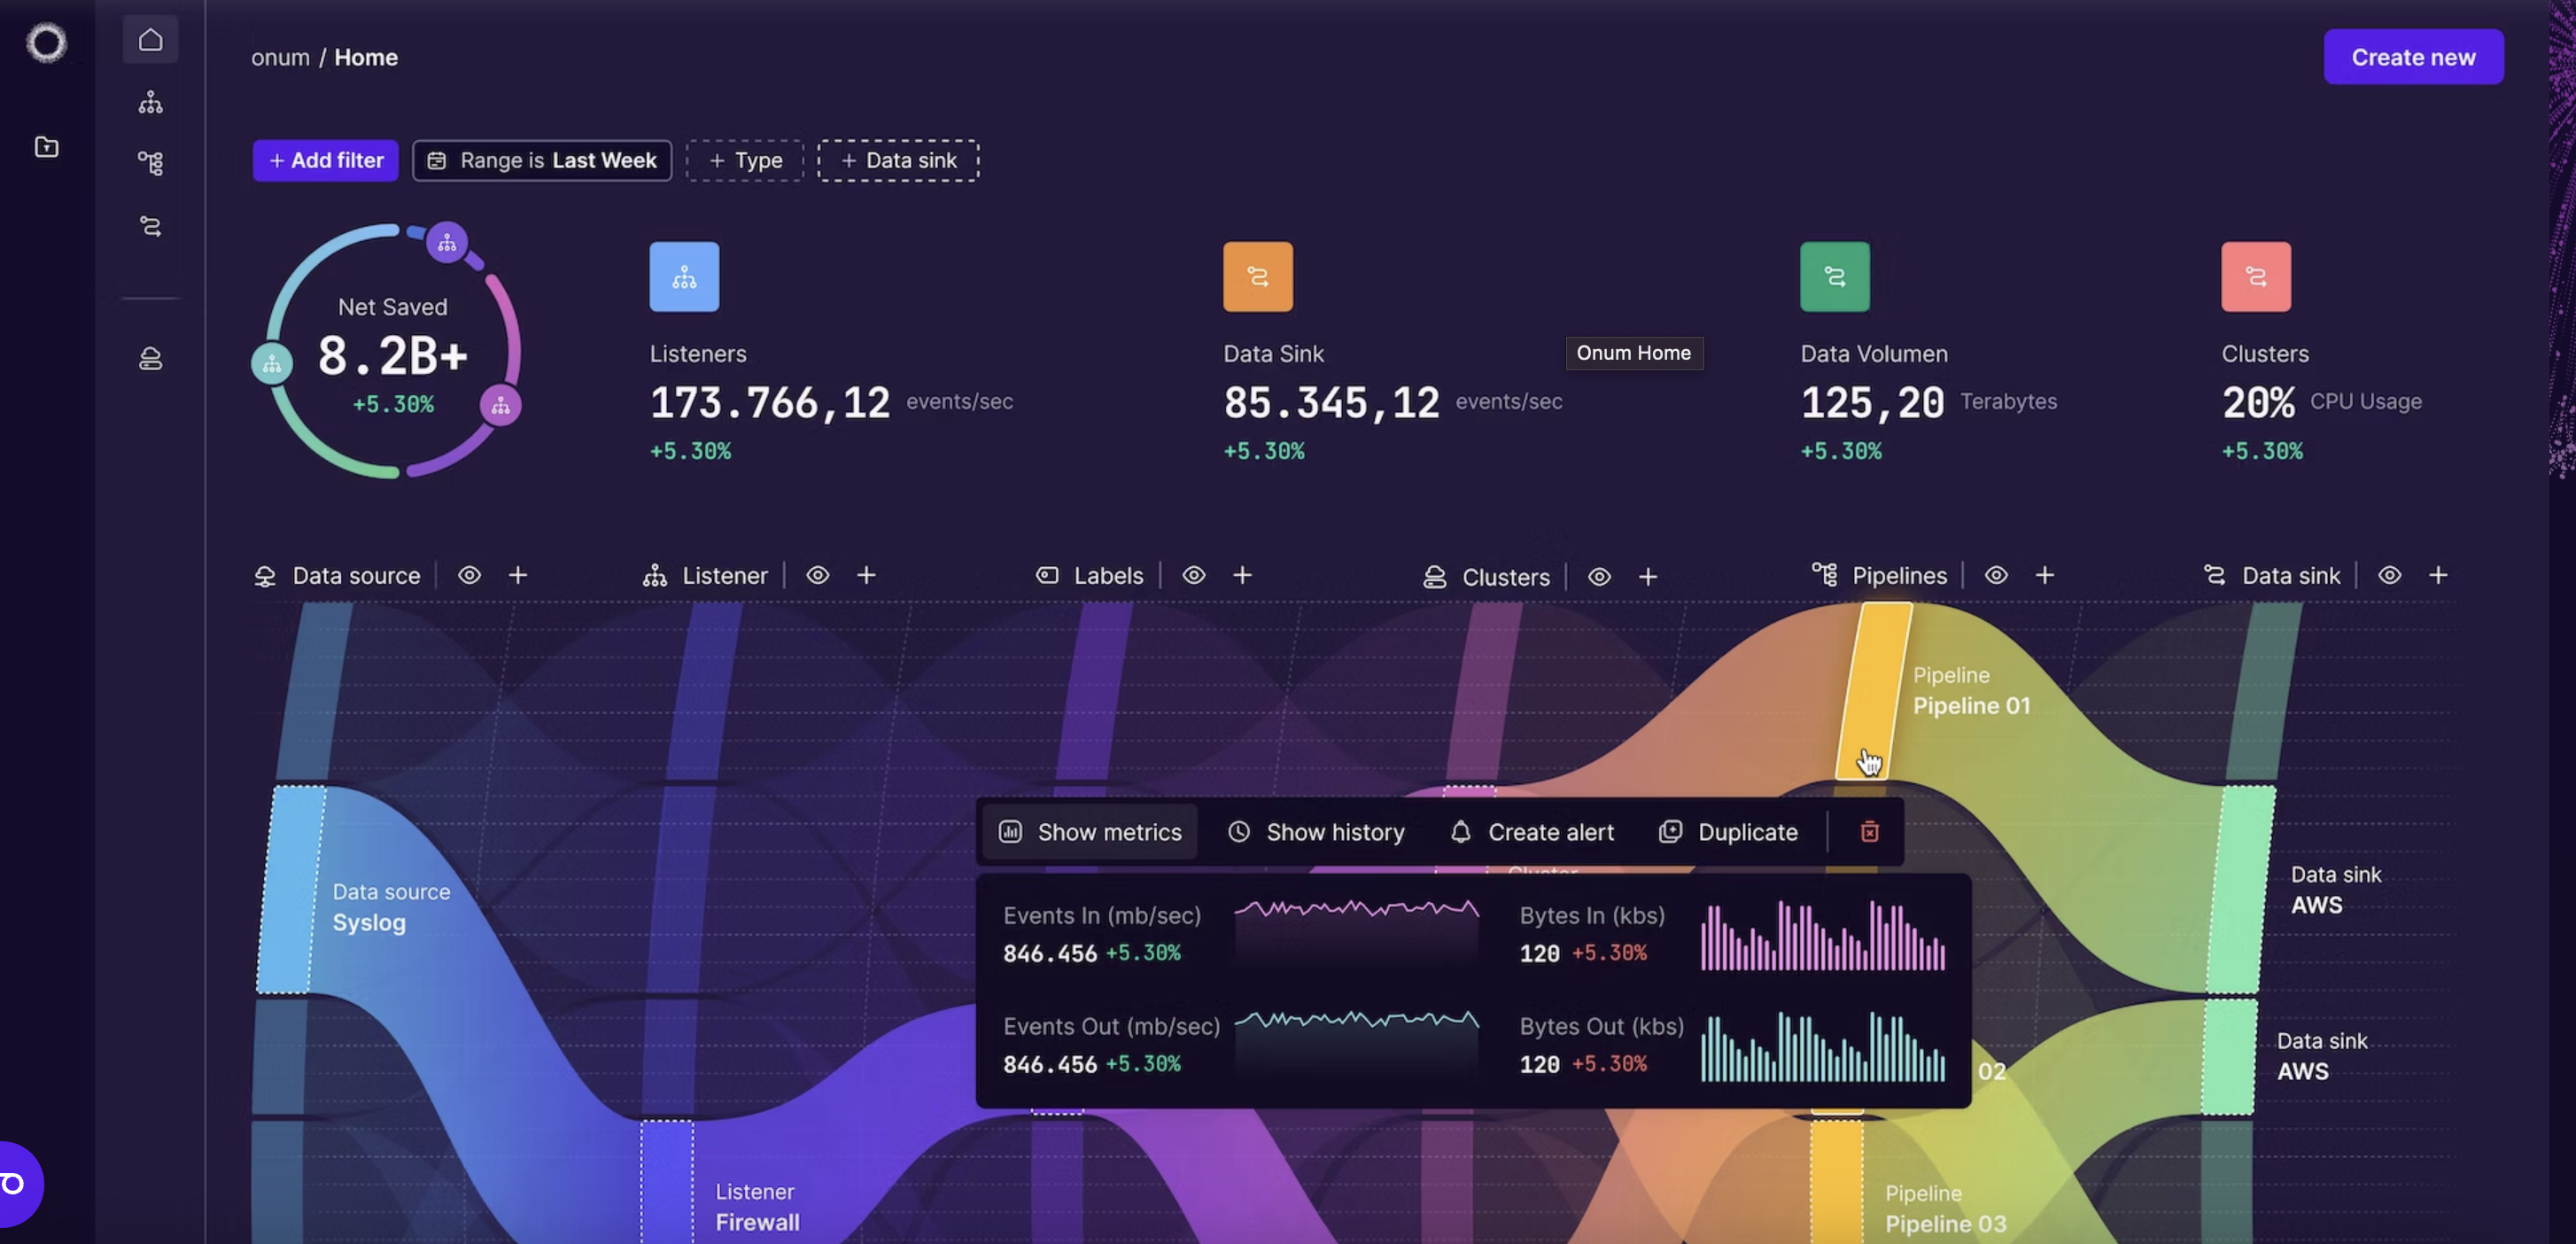 onum / Home
Create new
+ Add filter
Range is Last Week
+ Type
+ Data sink
Net Saved
8.2B+
+5.30%
Listeners
173.766,12 events/sec
+5.30%
Data Sink
85.345,12 events/sec
+5.30%
Onum Home
Data Volumen
125,20 Terabytes
+5.30%
Clusters
20% CPU Usage
+5.30%
Data source
Listener
Labels
Clusters
Pipelines
Data sink
Pipeline
Pipeline 01
Show metrics
Show history
Create alert
Duplicate
Cluster
Data source
Syslog
Data sink
AWS
Events In (mb/sec)
846.456 +5.30%
Bytes In (kbs)
120 +5.30%
Events Out (mb/sec)
846.456 +5.30%
Bytes Out (kbs)
120 +5.30%
02
Data sink
AWS
Listener
Firewall
Pipeline
Pipeline 03